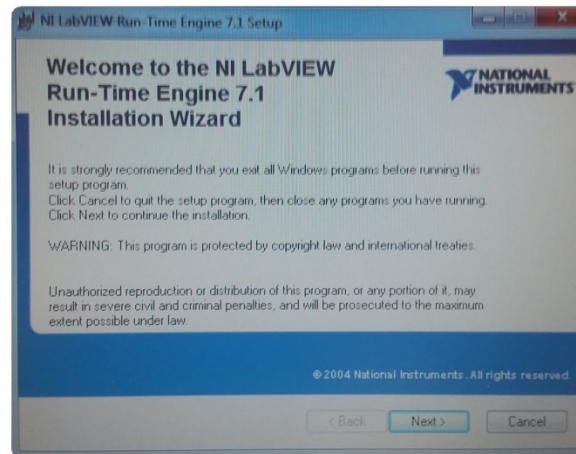 NI LabVIEW Run-Time Engine 7.1 Setup
Welcome to the NI LabVIEW
Run-Time Engine 7.1
Installation Wizard
NATIONAL
INSTRUMENTS
It is strongly recommended that you exit all Windows programs before running this
setup program.
Click Cancel to quit the setup program, then close any programs you have running.
Click Next to continue the installation.
WARNING: This program is protected by copyright law and international treaties.
Unauthorized reproduction or distribution of this program, or any portion of it, may
result in severe civil and criminal penalties, and will be prosecuted to the maximum
extent possible under law.
© 2004 National Instruments. All rights reserved.
< Back Next > Cancel